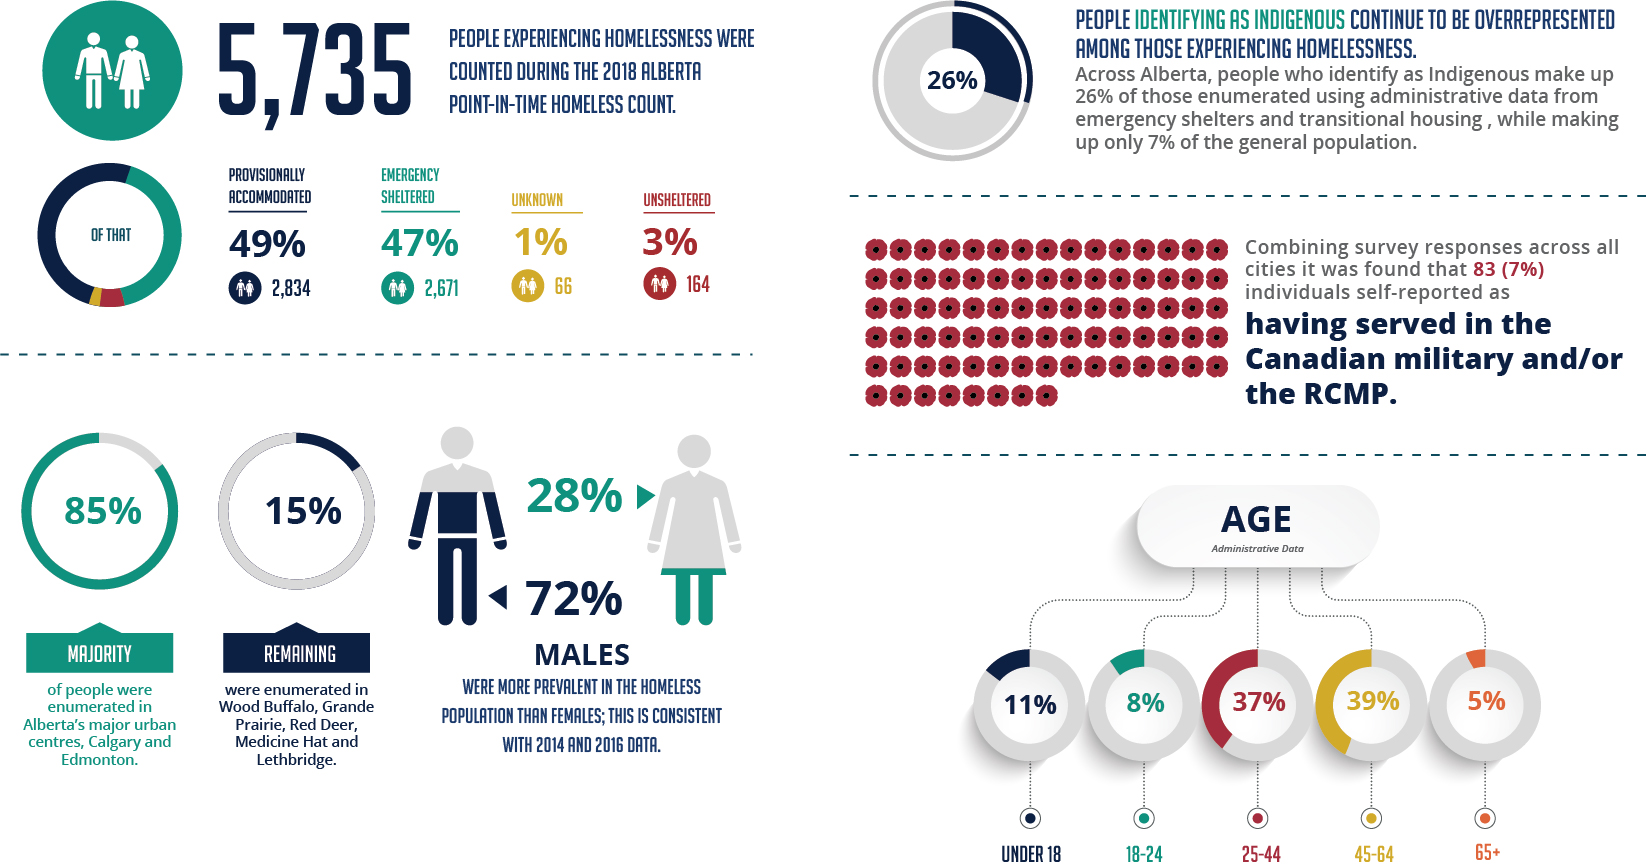 5,735
PEOPLE EXPERIENCING HOMELESSNESS WERE
COUNTED DURING THE 2018 ALBERTA
POINT-IN-TIME HOMELESS COUNT.
OF THAT
PROVISIONALLY
ACCOMMODATED
49%
2,834
EMERGENCY
SHELTERED
47%
2,671
UNKNOWN
1%
66
UNSHELTERED
3%
164
85%
MAJORITY
of people were
enumerated in
Alberta's major urban
centres, Calgary and
Edmonton.
15%
REMAINING
were enumerated in
Wood Buffalo, Grande
Prairie, Red Deer,
Medicine Hat and
Lethbridge.
28%
72%
MALES
WERE MORE PREVALENT IN THE HOMELESS
POPULATION THAN FEMALES; THIS IS CONSISTENT
WITH 2014 AND 2016 DATA.
26%
PEOPLE IDENTIFYING AS INDIGENOUS CONTINUE TO BE OVERREPRESENTED
AMONG THOSE EXPERIENCING HOMELESSNESS.
Across Alberta, people who identify as Indigenous make up
26% of those enumerated using administrative data from
emergency shelters and transitional housing , while making
up only 7% of the general population.
Combining survey responses across all
cities it was found that 83 (7%)
individuals self-reported as
having served in the
Canadian military and/or
the RCMP.
AGE
Administrative Data
11%
8%
37%
39%
5%
UNDER 18
18-24
25-44
45-64
65+